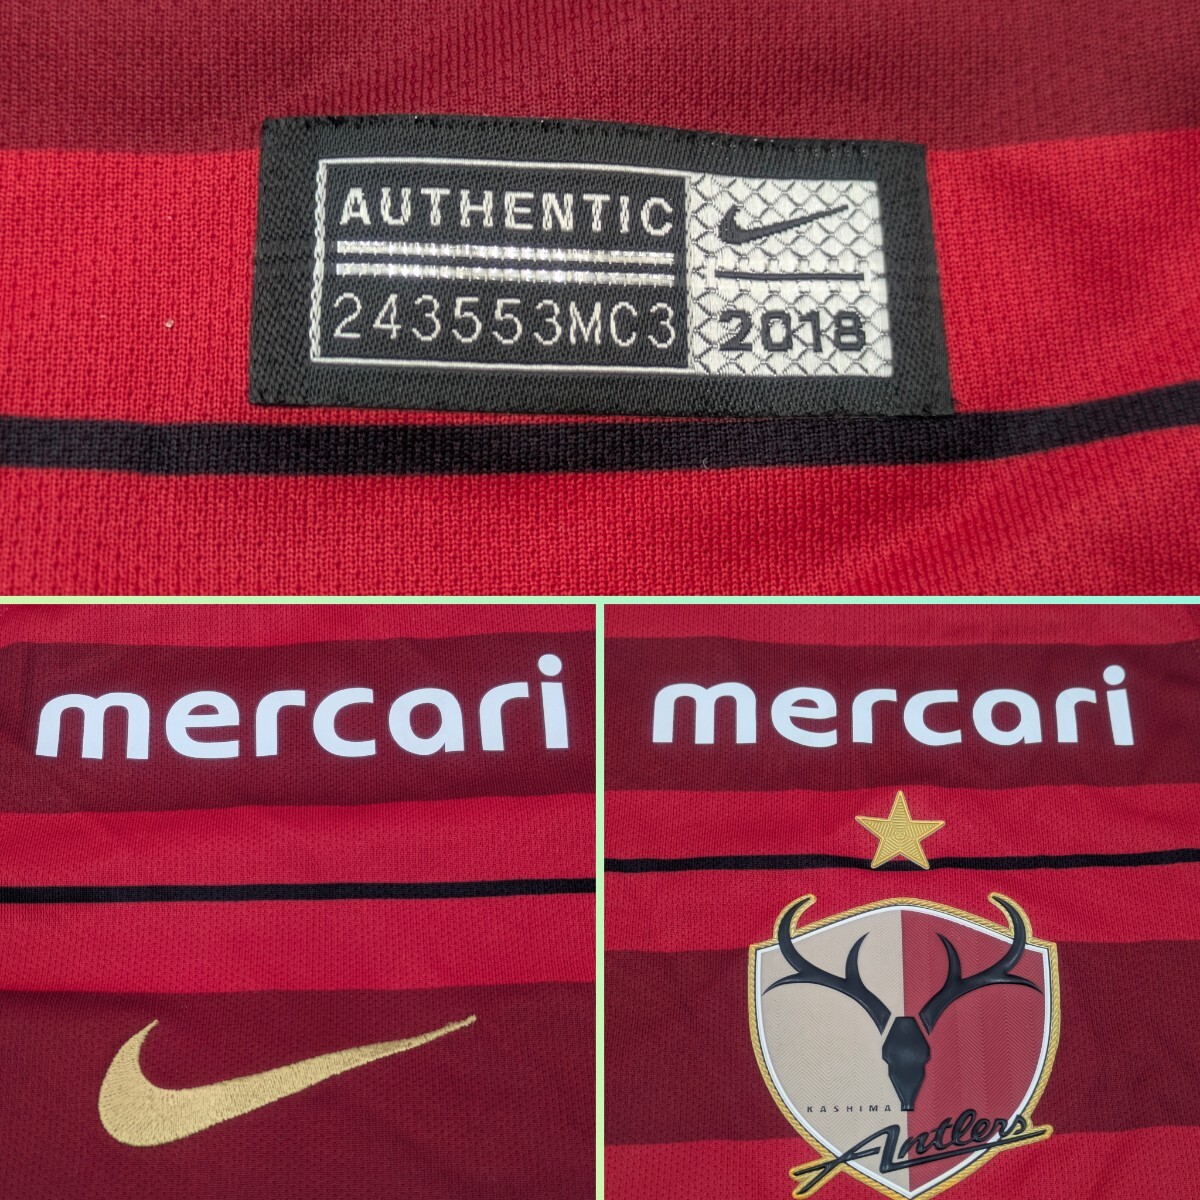 AUTHENTIC
243553MC3
2018
mercari
mercari
KASHIMA
Antlers